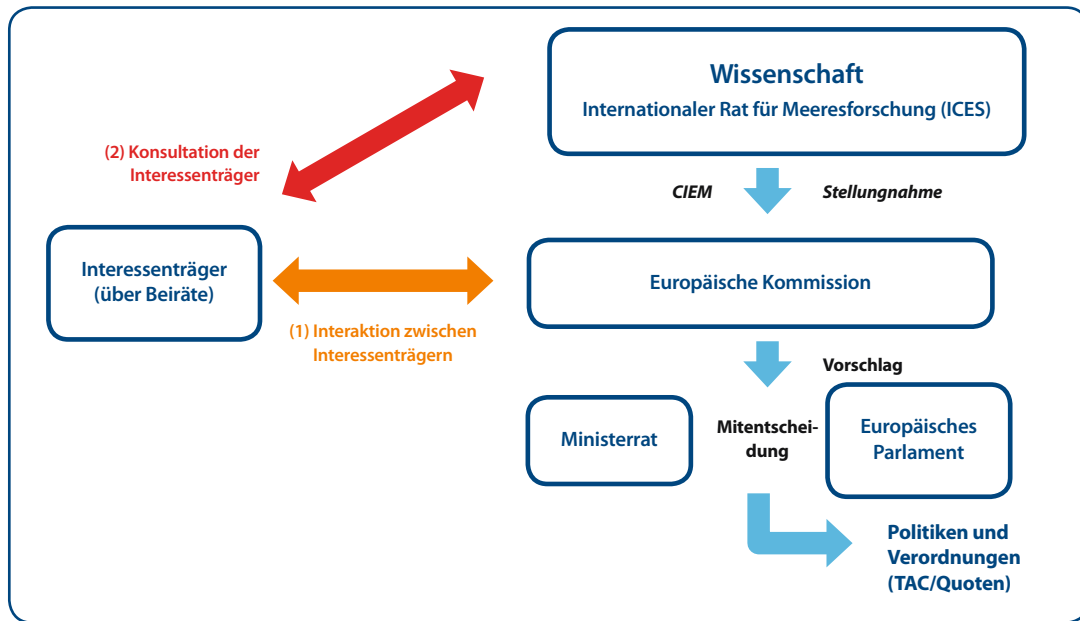 Wissenschaft
Internationaler Rat für Meeresforschung (ICES)
(2) Konsultation der
Interessenträger
CIEM
Stellungnahme
Interessenträger
(über Beiräte)
Europäische Kommission
(1) Interaktion zwischen
Interessenträgern
Vorschlag
Ministerrat
Mitentschei-
dung
Europäisches
Parlament
Politiken und
Verordnungen
(TAC/Quoten)